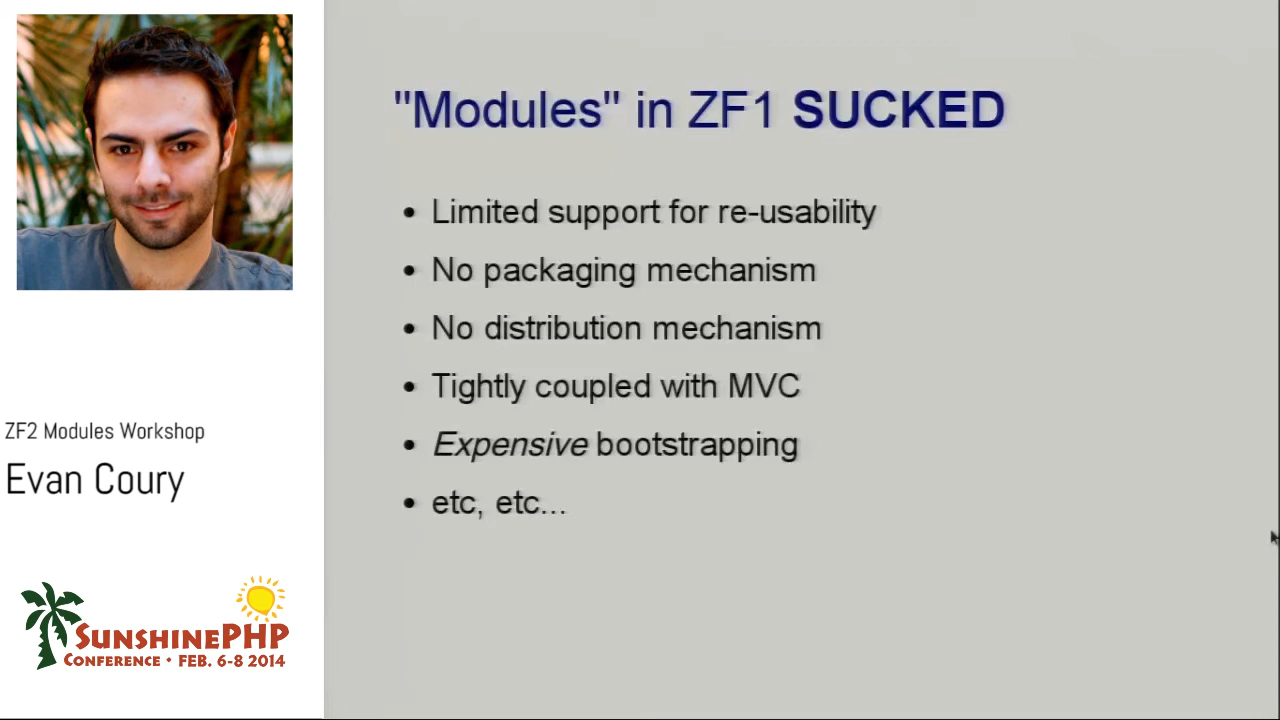 "Modules" in ZF1 SUCKED
• Limited support for re-usability
• No packaging mechanism
• No distribution mechanism
• Tightly coupled with MVC
• Expensive bootstrapping
• etc, etc...
ZF2 Modules Workshop
Evan Coury
SUNSHINEPHP
CONFERENCE • FEB. 6-8 2014